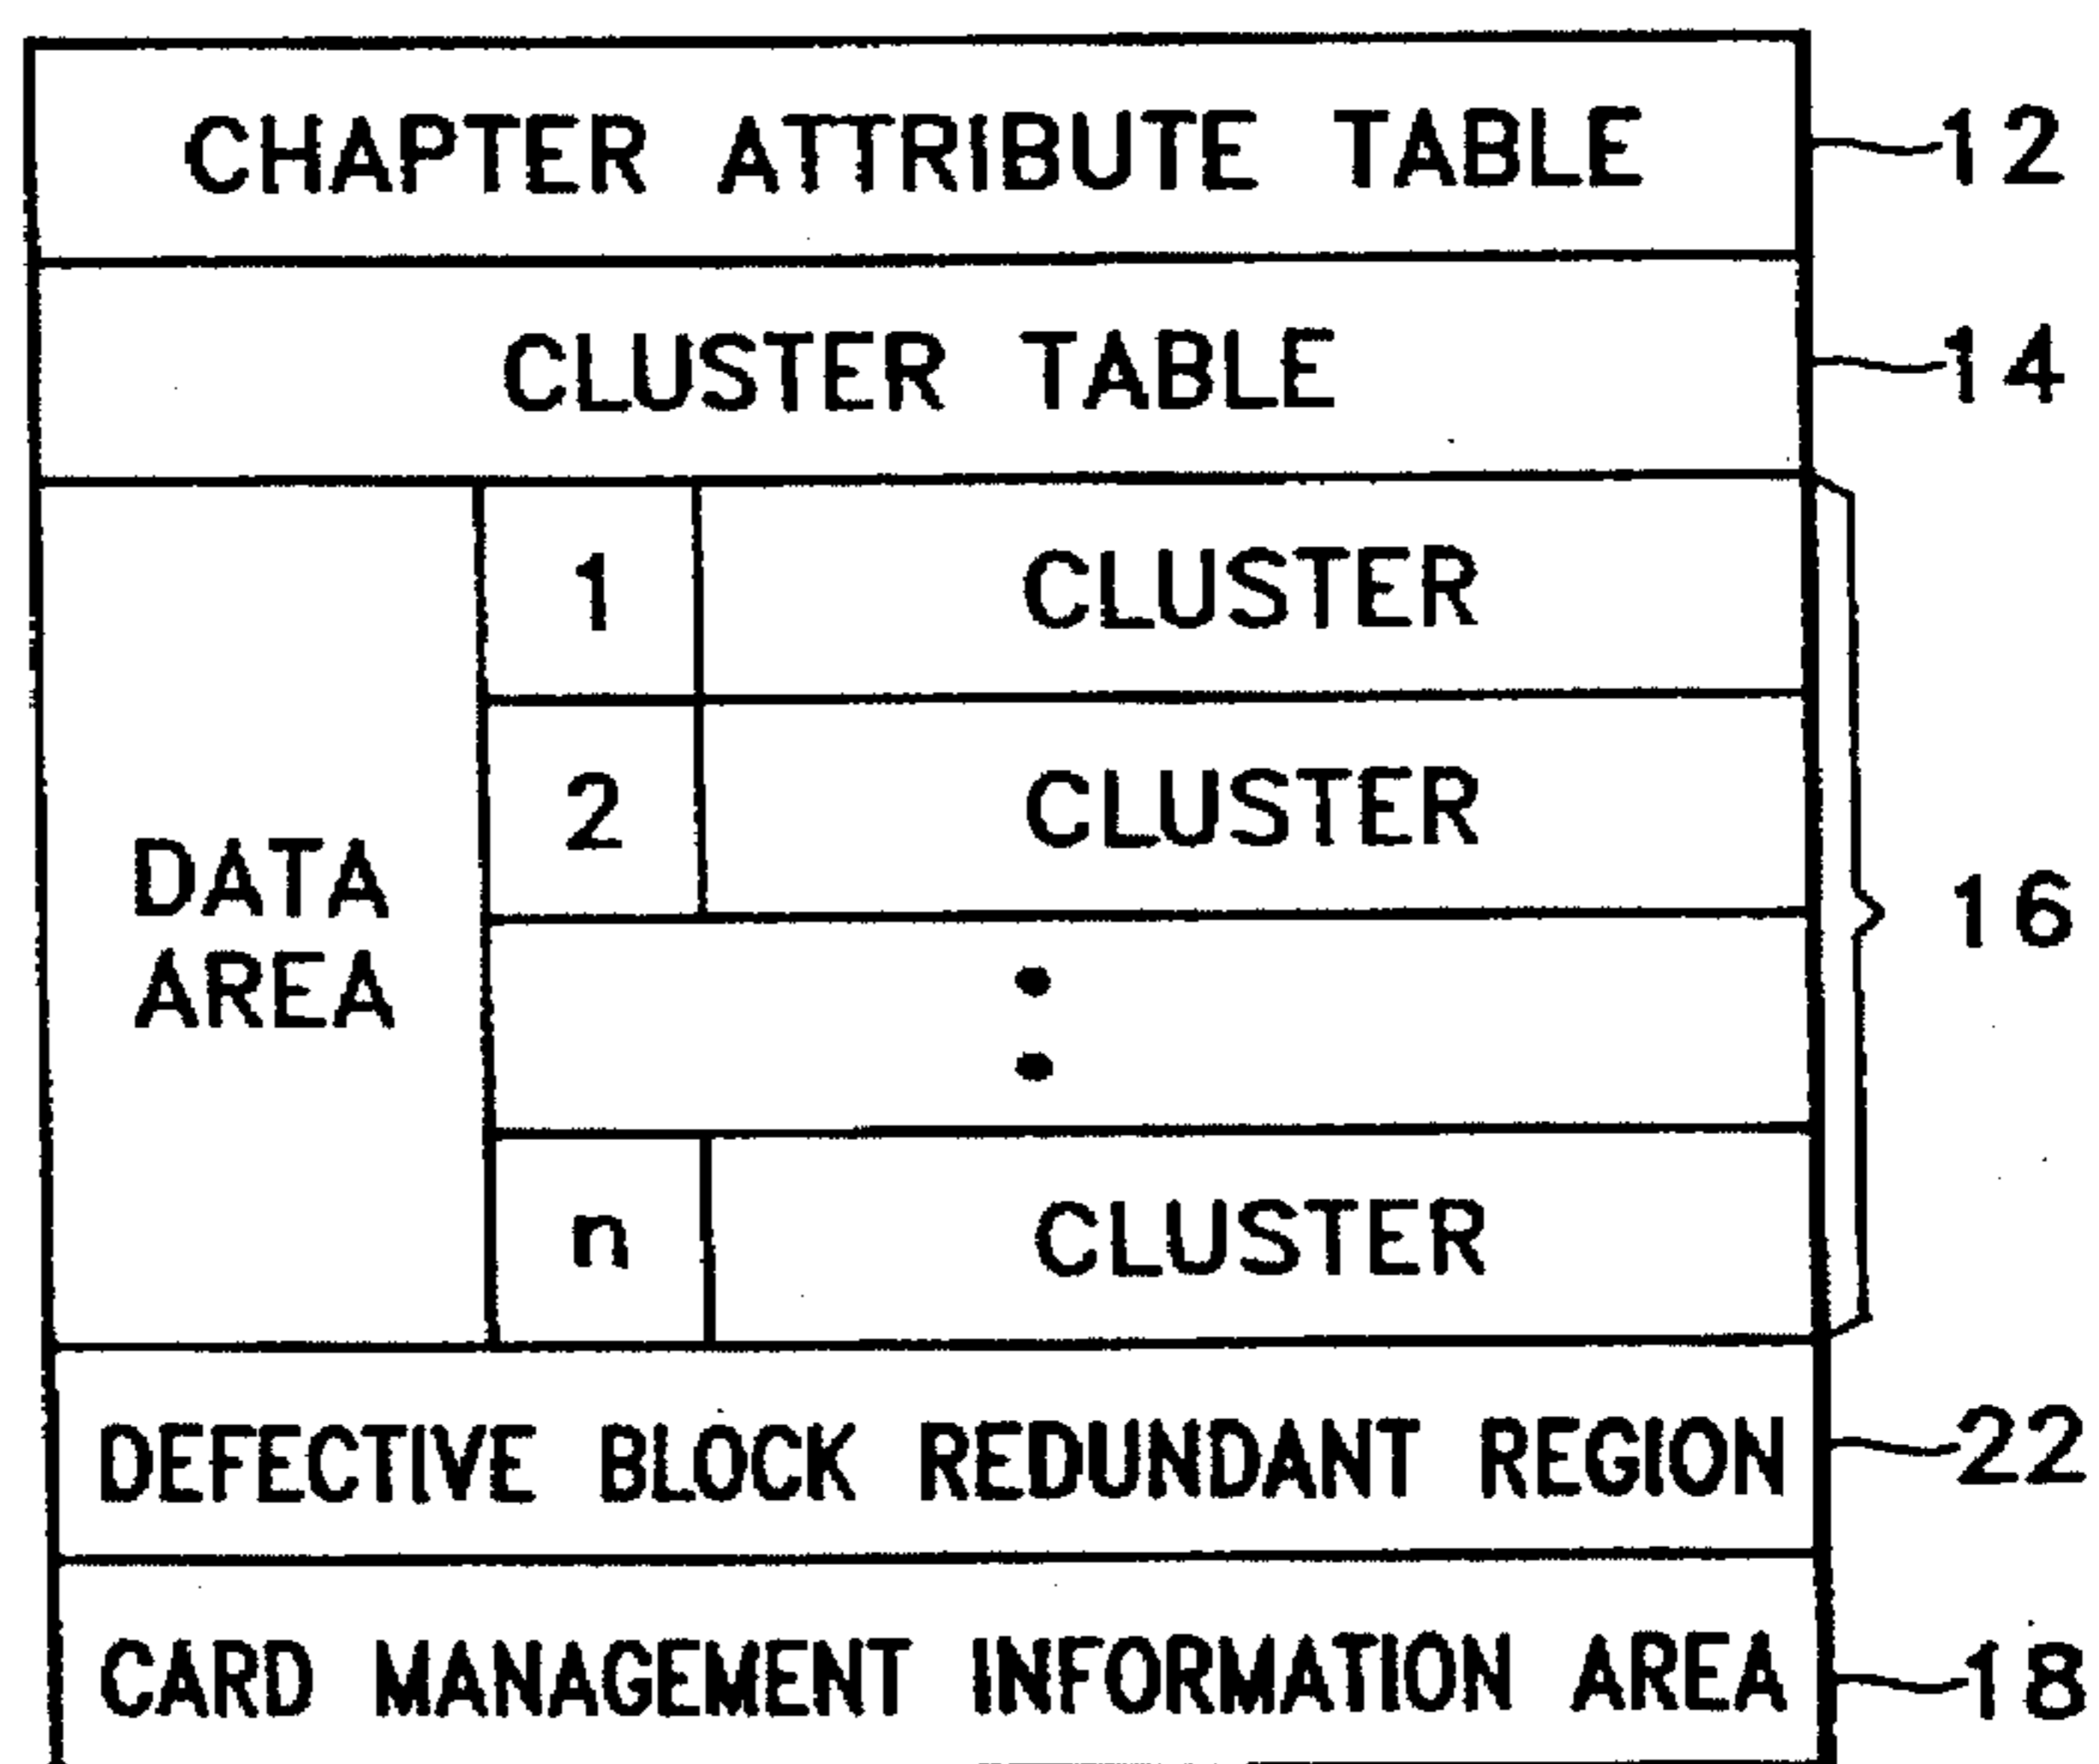 CHAPTER ATTRIBUTE TABLE 12
CLUSTER TABLE 14
1 CLUSTER
2 CLUSTER
DATA
AREA
16
n CLUSTER
DEFECTIVE BLOCK REDUNDANT REGION 22
CARD MANAGEMENT INFORMATION AREA 18